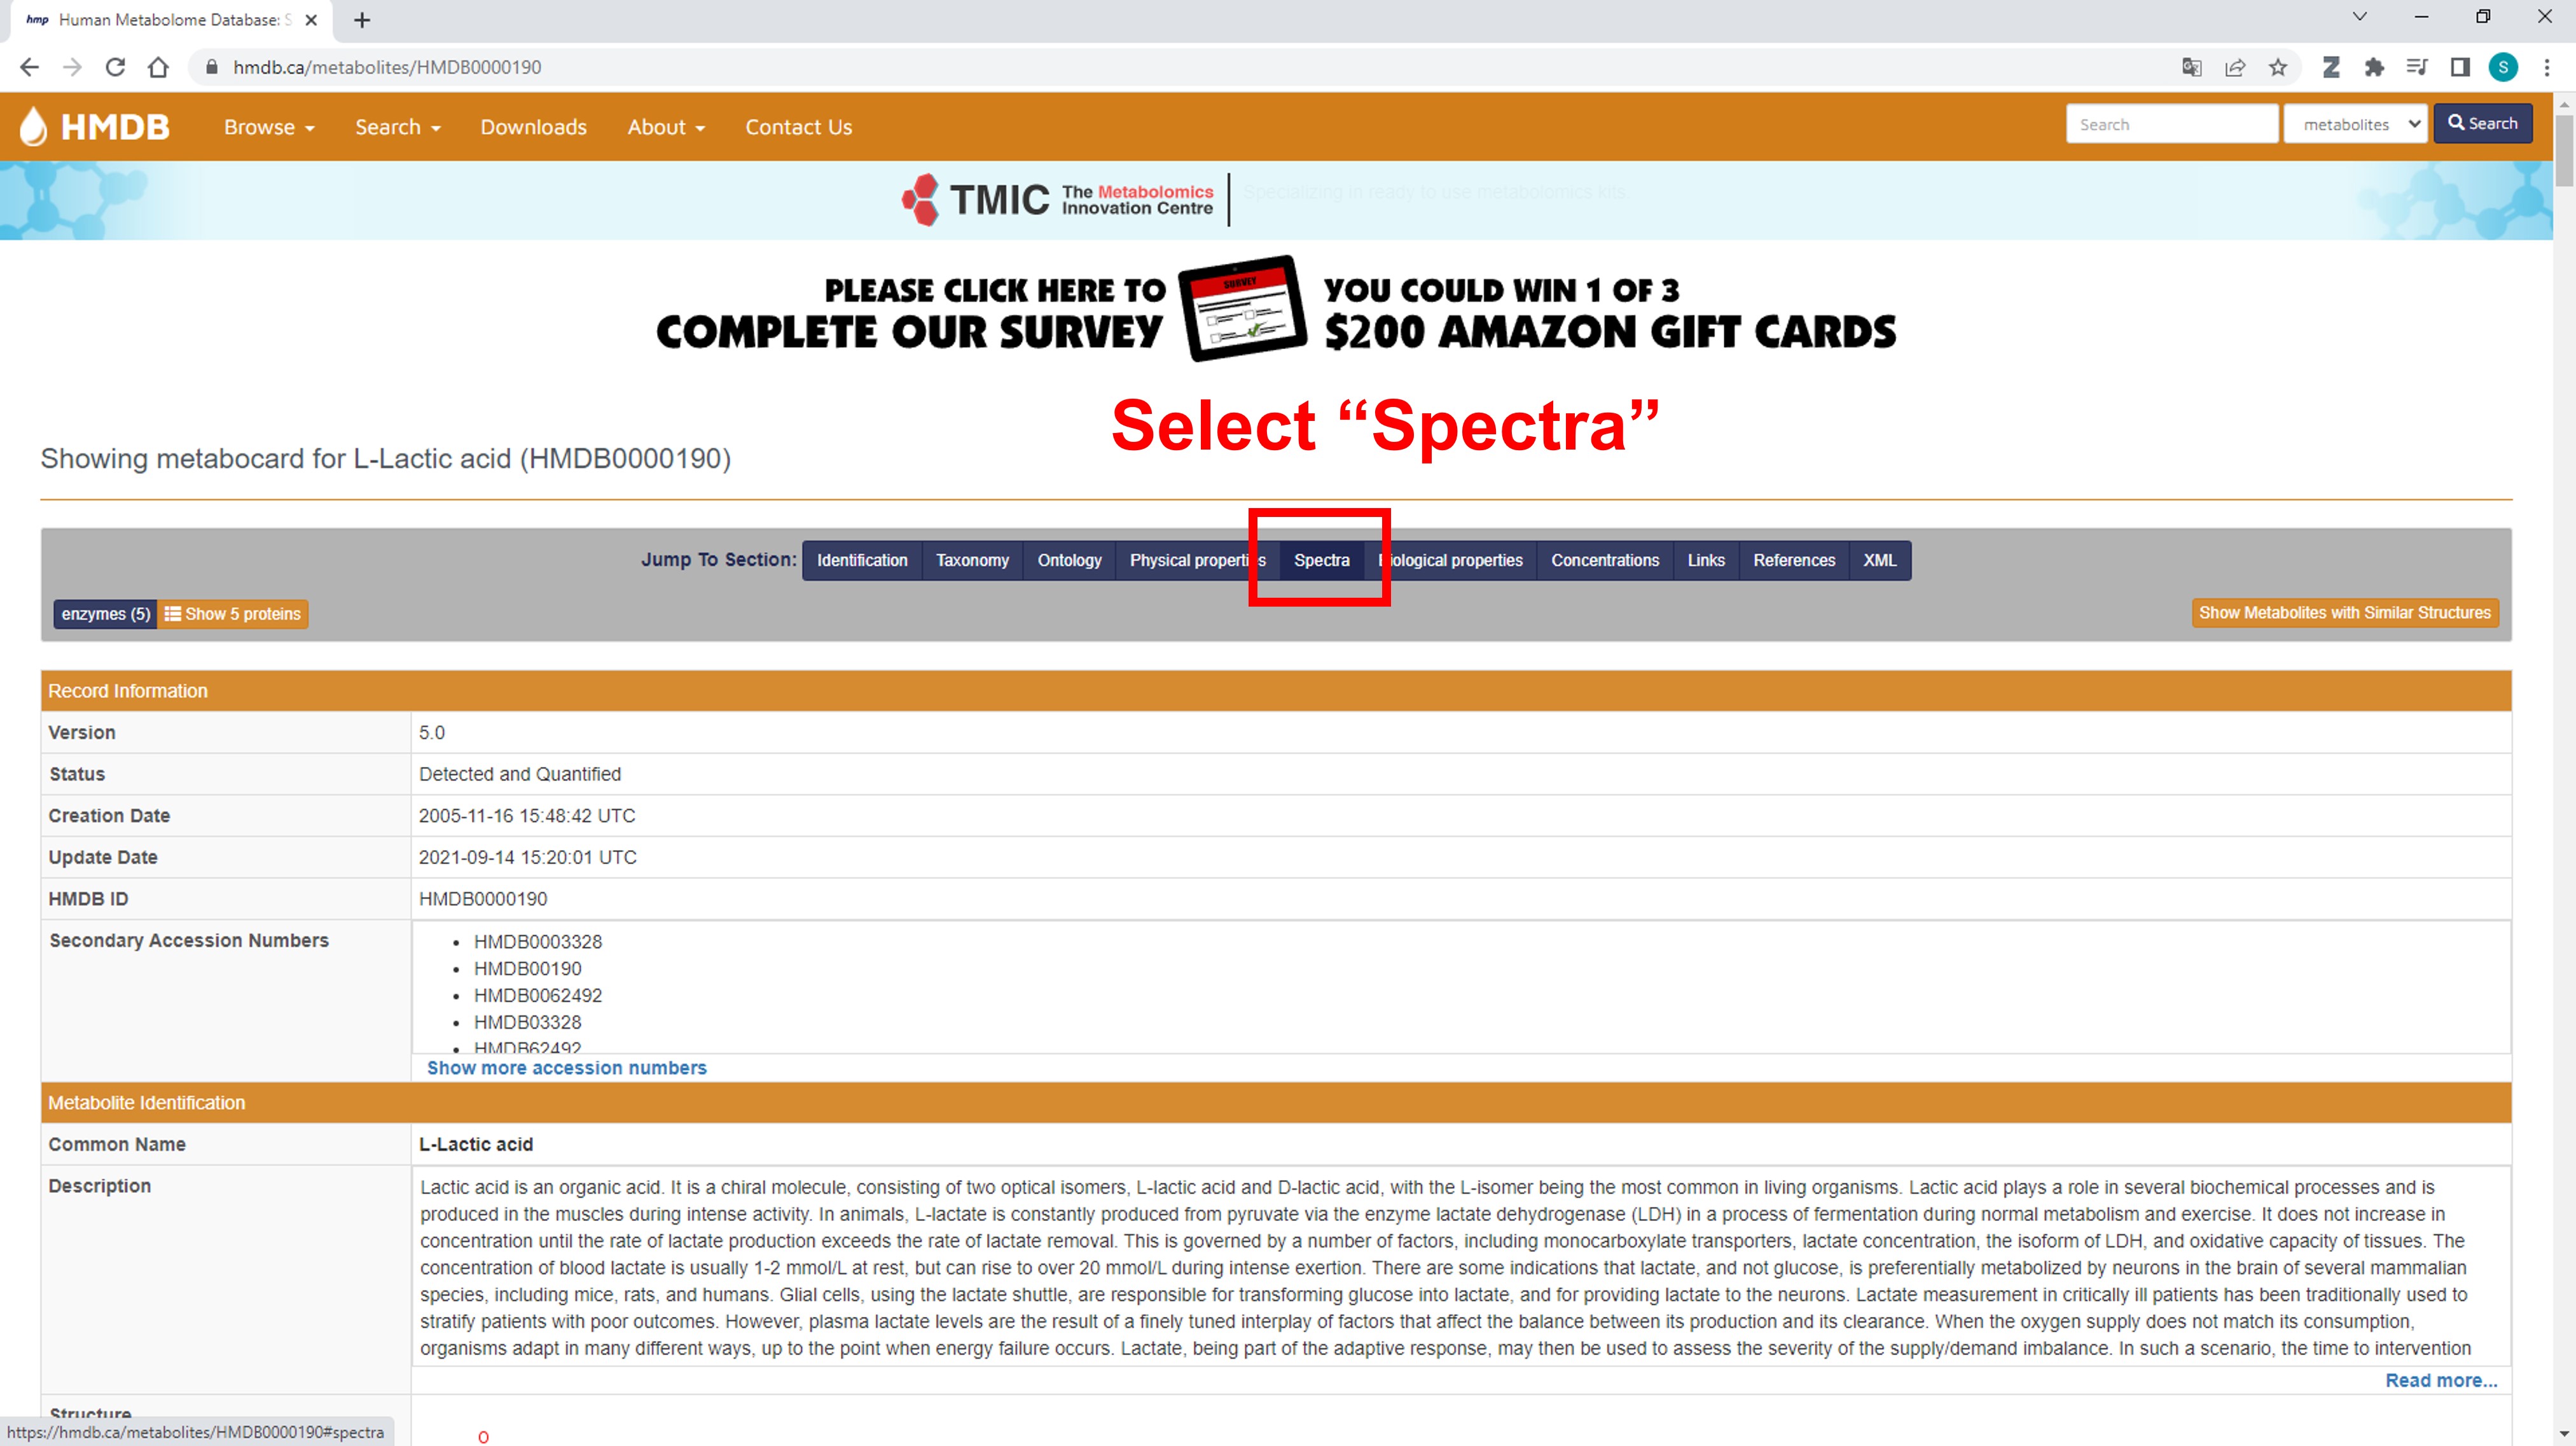 hmp Human Metabolome Database: S
hmdb.ca/metabolites/HMDB0000190
Z
S
HMDB
Browse
Search
Downloads
About
Contact Us
Search
metabolites
Search
TMIC The Metabolomics Innovation Centre
Specializing in ready to use metabolomics kits.
PLEASE CLICK HERE TO
COMPLETE OUR SURVEY
SURVEY
YOU COULD WIN 1 OF 3
$200 AMAZON GIFT CARDS
Select “Spectra”
Showing metabocard for L-Lactic acid (HMDB0000190)
Jump To Section: Identification Taxonomy Ontology Physical properties Spectra Biological properties Concentrations Links References XML
enzymes (5) Show 5 proteins
Show Metabolites with Similar Structures
Record Information
Version 5.0
Status Detected and Quantified
Creation Date 2005-11-16 15:48:42 UTC
Update Date 2021-09-14 15:20:01 UTC
HMDB ID HMDB0000190
Secondary Accession Numbers
• HMDB0003328
• HMDB00190
• HMDB0062492
• HMDB03328
• HMDB62492
Show more accession numbers
Metabolite Identification
Common Name L-Lactic acid
Description
Lactic acid is an organic acid. It is a chiral molecule, consisting of two optical isomers, L-lactic acid and D-lactic acid, with the L-isomer being the most common in living organisms. Lactic acid plays a role in several biochemical processes and is
produced in the muscles during intense activity. In animals, L-lactate is constantly produced from pyruvate via the enzyme lactate dehydrogenase (LDH) in a process of fermentation during normal metabolism and exercise. It does not increase in
concentration until the rate of lactate production exceeds the rate of lactate removal. This is governed by a number of factors, including monocarboxylate transporters, lactate concentration, the isoform of LDH, and oxidative capacity of tissues. The
concentration of blood lactate is usually 1-2 mmol/L at rest, but can rise to over 20 mmol/L during intense exertion. There are some indications that lactate, and not glucose, is preferentially metabolized by neurons in the brain of several mammalian
species, including mice, rats, and humans. Glial cells, using the lactate shuttle, are responsible for transforming glucose into lactate, and for providing lactate to the neurons. Lactate measurement in critically ill patients has been traditionally used to
stratify patients with poor outcomes. However, plasma lactate levels are the result of a finely tuned interplay of factors that affect the balance between its production and its clearance. When the oxygen supply does not match its consumption,
organisms adapt in many different ways, up to the point when energy failure occurs. Lactate, being part of the adaptive response, may then be used to assess the severity of the supply/demand imbalance. In such a scenario, the time to intervention
Read more...
Structure
O
https://hmdb.ca/metabolites/HMDB0000190#spectra